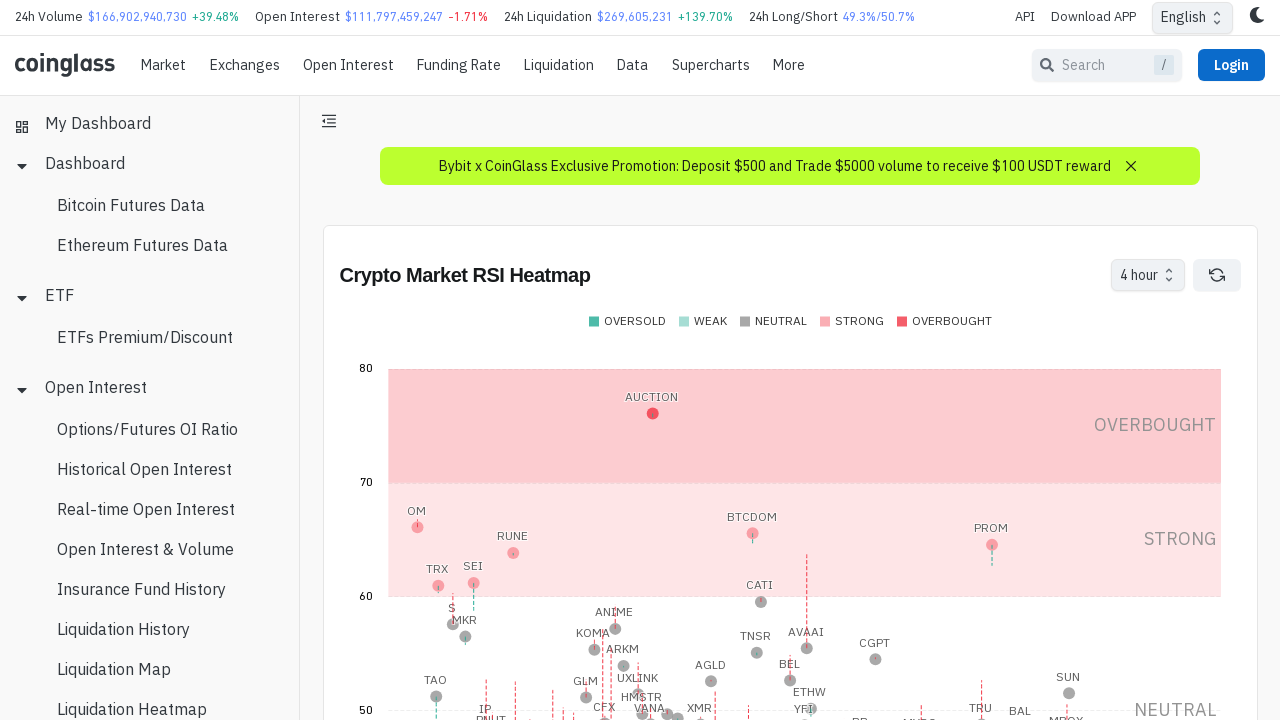 24h Volume $166,902,940,730 +39.48% Open Interest $111,797,459,247 -1.71% 24h Liquidation $269,605,231 +139.70% 24h Long/Short 49.3%/50.7% API Download APP English
coinglass Market Exchanges Open Interest Funding Rate Liquidation Data Supercharts More Search / Login
My Dashboard
Dashboard
Bitcoin Futures Data
Ethereum Futures Data
ETF
ETFs Premium/Discount
Open Interest
Options/Futures OI Ratio
Historical Open Interest
Real-time Open Interest
Open Interest & Volume
Insurance Fund History
Liquidation History
Liquidation Map
Liquidation Heatmap
Bybit x CoinGlass Exclusive Promotion: Deposit $500 and Trade $5000 volume to receive $100 USDT reward
Crypto Market RSI Heatmap 4 hour
OVERSOLD WEAK NEUTRAL STRONG OVERBOUGHT
80
AUCTION
OVERBOUGHT
70
OM
BTCDOM
PROM
RUNE
STRONG
TRX
SEI
CATI
60
S
ANIME
MKR
KOMA
AVAAI
TNSR
CGPT
ARKM
AGLD
BEL
UXLINK
SUN
TAO
GLM
ETHW
HMSTR
CFX
VANA
XMR
YFI
TRU
IP
BAL
50
NEUTRAL